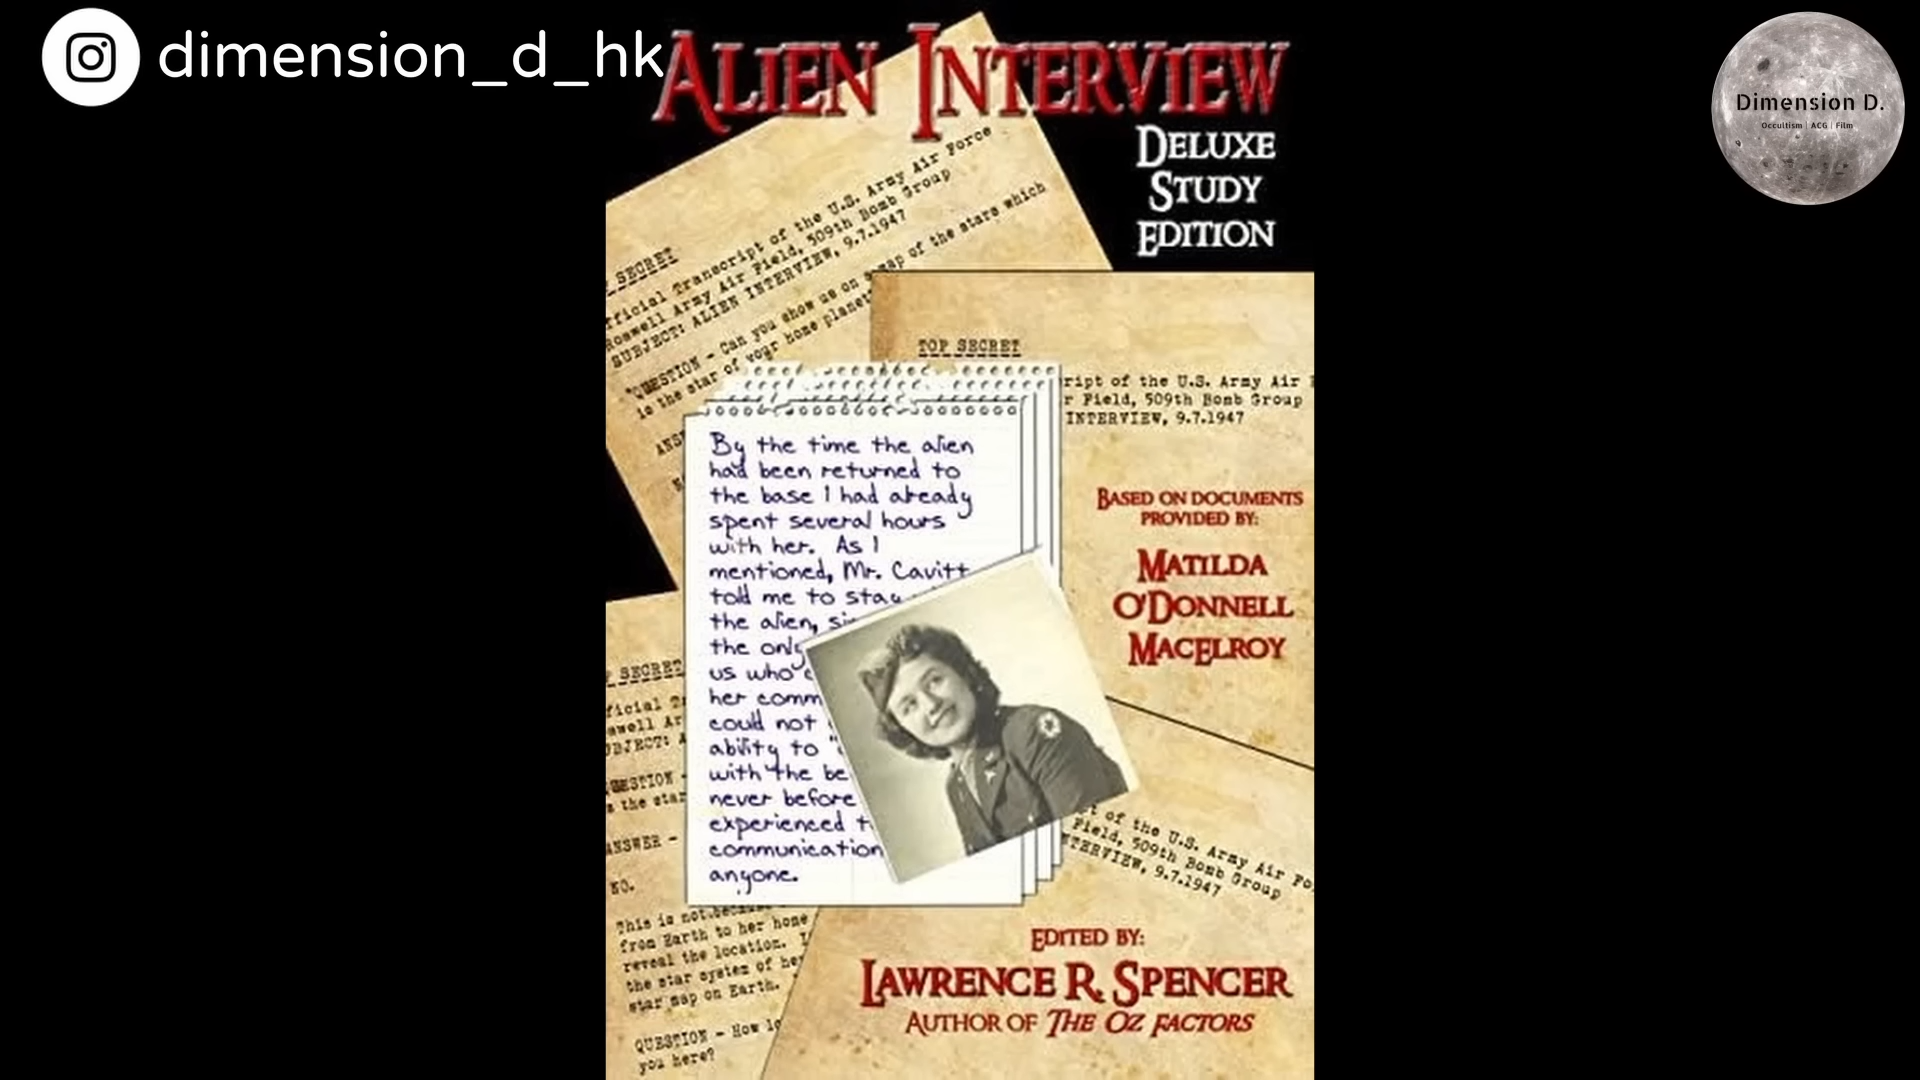 dimension_d_hk
Dimension D.
Occultism | ACG | Film
ALIEN INTERVIEW
DELUXE
STUDY
EDITION
SECRET
Official Transcript of the U.S. Army Air Force
Roswell Army Air Field, 509th Bomb Group
SUBJECT: ALIEN INTERVIEW, 9.7.1947
"QUESTION - Can you show us on a map of the stars which
is the star of your home planet
TOP SECRET
ript of the U.S. Army Air
r Field, 509th Bomb Group
INTERVIEW, 9.7.1947
By the time the alien
had been returned to
the base I had already
spent several hours
with her. As I
mentioned, Mr. Cavitt
told me to stay
the alien,
the only
us who
her comm
could not
ability to "
with the be
never before
experienced
communication
anyone.
BASED ON DOCUMENTS
PROVIDED BY:
MATILDA
O'DONNELL
MACELROY
SECRET
ficial
swell Ar
BJECT: A
QUESTION -
s the star
ANSWER -
NO.
This is not because
from Earth to her home
reveal the location. I
the star system of he
star map on Earth.
QUESTION - How lo
you here?
of the U.S. Army Air Fo
Field, 509th Bomb Group
TERVIEW, 9.7.1947
EDITED BY:
LAWRENCE R. SPENCER
AUTHOR OF THE OZ FACTORS